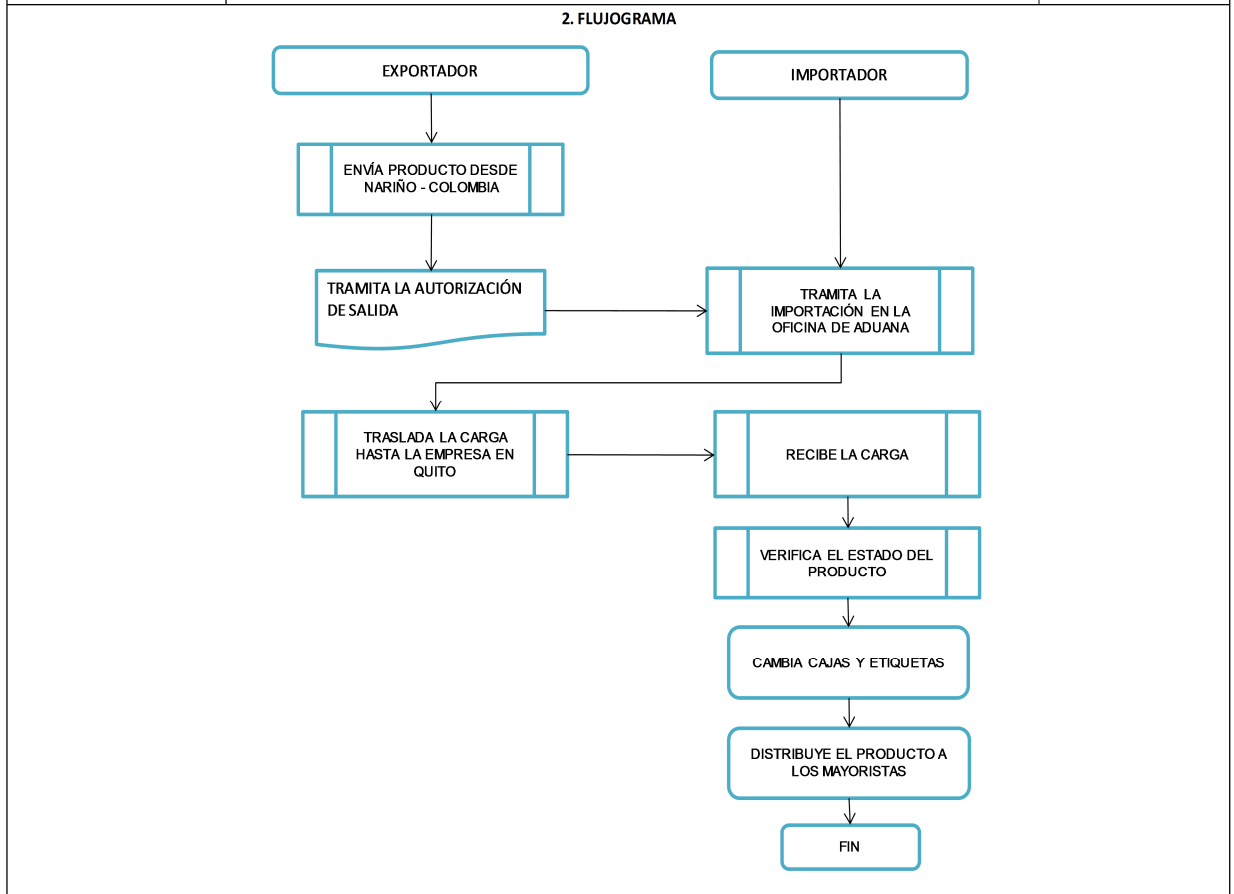 2. FLUJOGRAMA
EXPORTADOR
IMPORTADOR
ENVÍA PRODUCTO DESDE
NARIÑO - COLOMBIA
TRAMITA LA AUTORIZACIÓN
DE SALIDA
TRAMITA LA
IMPORTACIÓN EN LA
OFICINA DE ADUANA
TRASLADA LA CARGA
HASTA LA EMPRESA EN
QUITO
RECIBE LA CARGA
VERIFICA EL ESTADO DEL
PRODUCTO
CAMBIA CAJAS Y ETIQUETAS
DISTRIBUYE EL PRODUCTO A
LOS MAYORISTAS
FIN